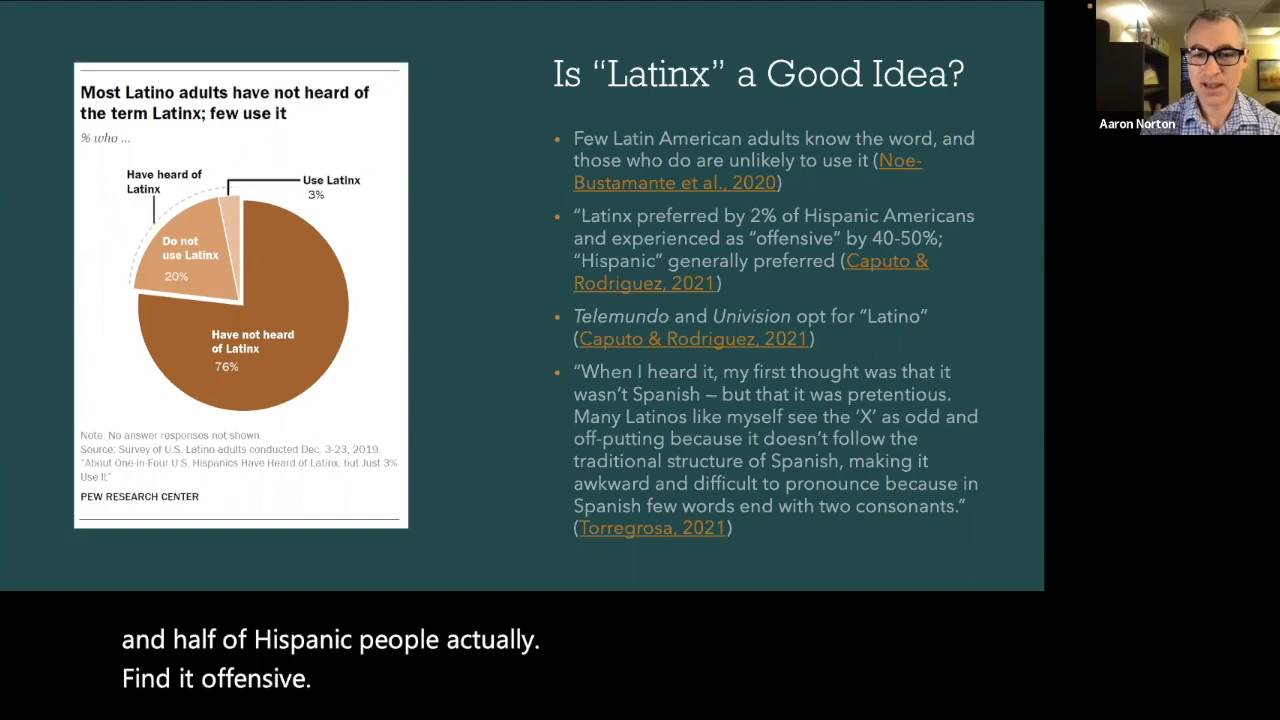 Most Latino adults have not heard of
the term Latinx; few use it
% who ...
Have heard of
Latinx
Use Latinx
3%
Do not
use Latinx
20%
Have not heard
of Latinx
76%
Note: No answer responses not shown.
Source: Survey of U.S. Latino adults conducted Dec. 3-23, 2019.
"About One-in-Four U.S. Hispanics Have Heard of Latinx, but Just 3%
Use It"
PEW RESEARCH CENTER
Is “Latinx” a Good Idea?
• Few Latin American adults know the word, and
those who do are unlikely to use it (Noe-
Bustamante et al., 2020)
• “Latinx preferred by 2% of Hispanic Americans
and experienced as “offensive” by 40-50%;
“Hispanic” generally preferred (Caputo &
Rodriguez, 2021)
• Telemundo and Univision opt for “Latino”
(Caputo & Rodriguez, 2021)
• “When I heard it, my first thought was that it
wasn’t Spanish – but that it was pretentious.
Many Latinos like myself see the ‘X’ as odd and
off-putting because it doesn’t follow the
traditional structure of Spanish, making it
awkward and difficult to pronounce because in
Spanish few words end with two consonants.”
(Torregrosa, 2021)
Aaron Norton
and half of Hispanic people actually.
Find it offensive.